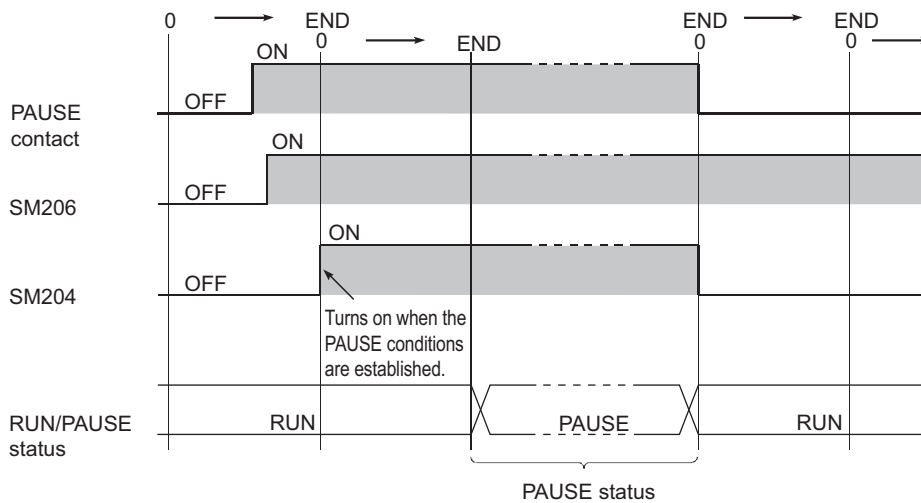 0
END
0
END
END
0
END
0
ON
OFF
PAUSE
contact
ON
OFF
SM206
ON
OFF
SM204
Turns on when the
PAUSE conditions
are established.
RUN/PAUSE
status
RUN
PAUSE
RUN
PAUSE status